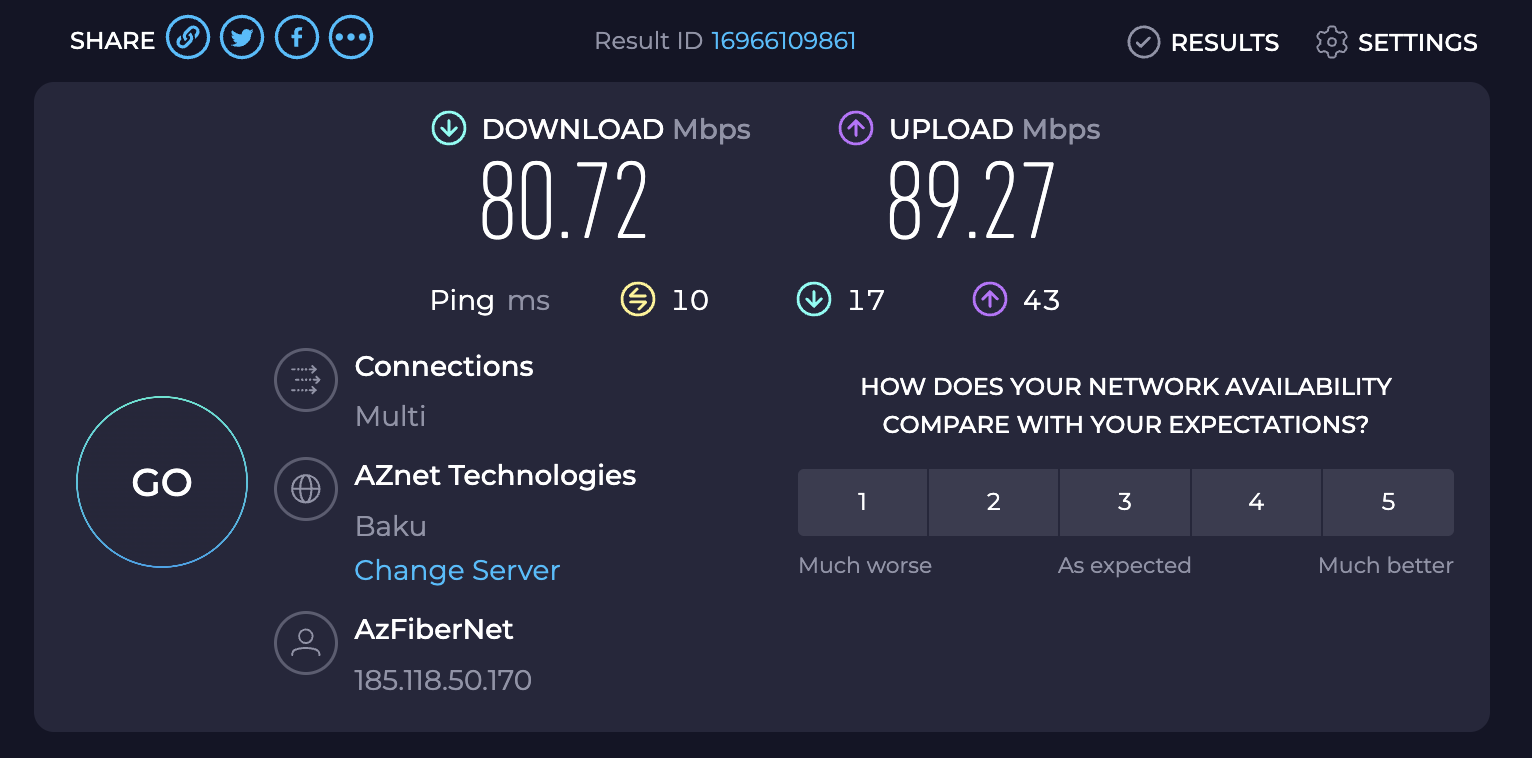 SHARE
Result ID 16966109861
RESULTS
SETTINGS
DOWNLOAD Mbps
80.72
UPLOAD Mbps
89.27
Ping ms 10 17 43
GO
Connections
Multi
AZnet Technologies
Baku
Change Server
AzFiberNet
185.118.50.170
HOW DOES YOUR NETWORK AVAILABILITY
COMPARE WITH YOUR EXPECTATIONS?
1 2 3 4 5
Much worse As expected Much better